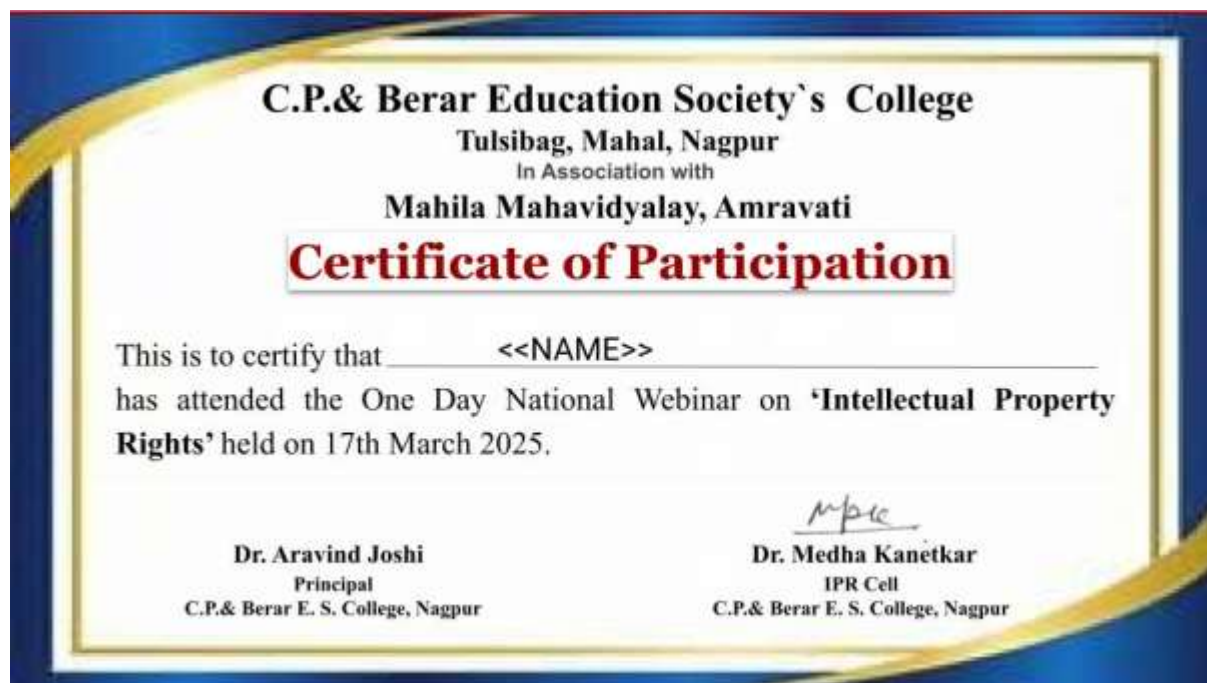 C.P.& Berar Education Society`s College
Tulsibag, Mahal, Nagpur
In Association with
Mahila Mahavidyalay, Amravati
Certificate of Participation
This is to certify that <<NAME>>
has attended the One Day National Webinar on ‘Intellectual Property
Rights’ held on 17th March 2025.
Dr. Aravind Joshi
Principal
C.P.& Berar E. S. College, Nagpur
Dr. Medha Kanetkar
IPR Cell
C.P.& Berar E. S. College, Nagpur